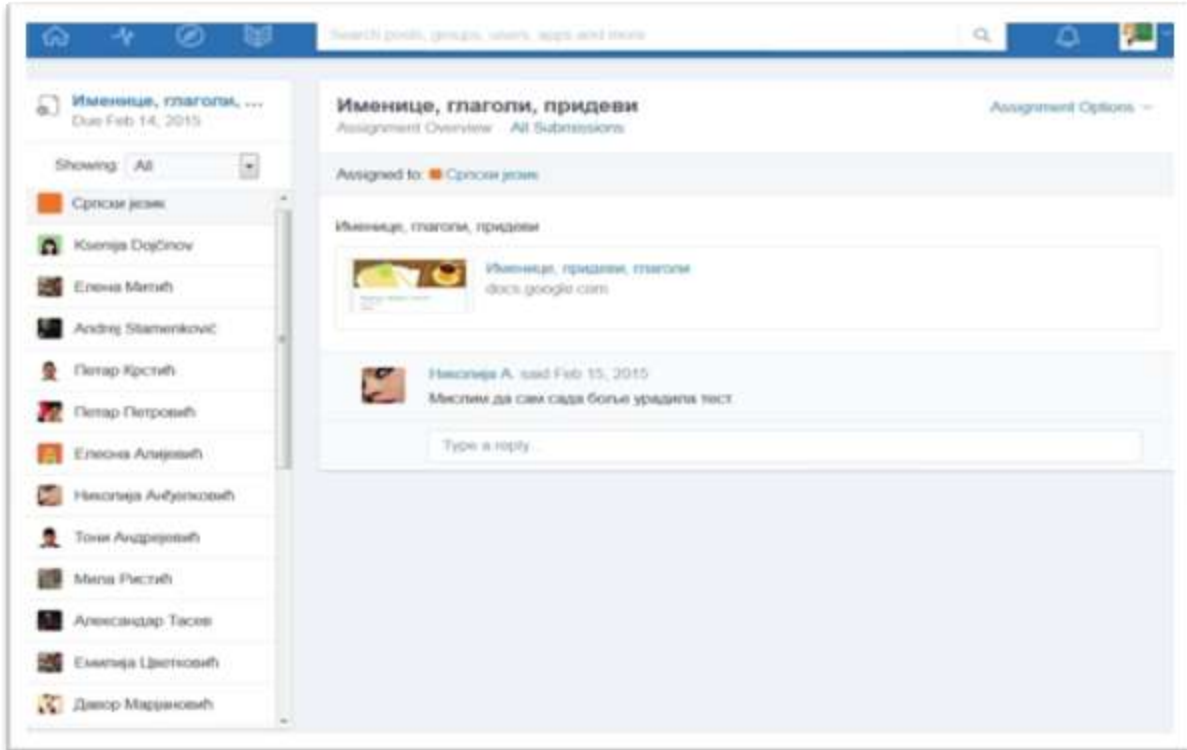 Search posts, groups, users, apps and more
Именице, глаголи, ...
Due Feb 14, 2015
Showing: All
Српски језик
Ksenija Dojčinov
Елена Митић
Andrej Stamenković
Петар Крстић
Петар Петровић
Елеона Алијевић
Николија Анђелковић
Тони Андрејевић
Мила Ристић
Александар Тасев
Емилија Цветковић
Давор Марјановић
Именице, глаголи, придеви
Assignment Options
Assignment Overview All Submissions
Assigned to: Српски језик
Именице, глаголи, придеви
Именице, придеви, глаголи
docs.google.com
Николија А. said Feb 15, 2015
Мислим да сам сада боље урадила тест
Type a reply...